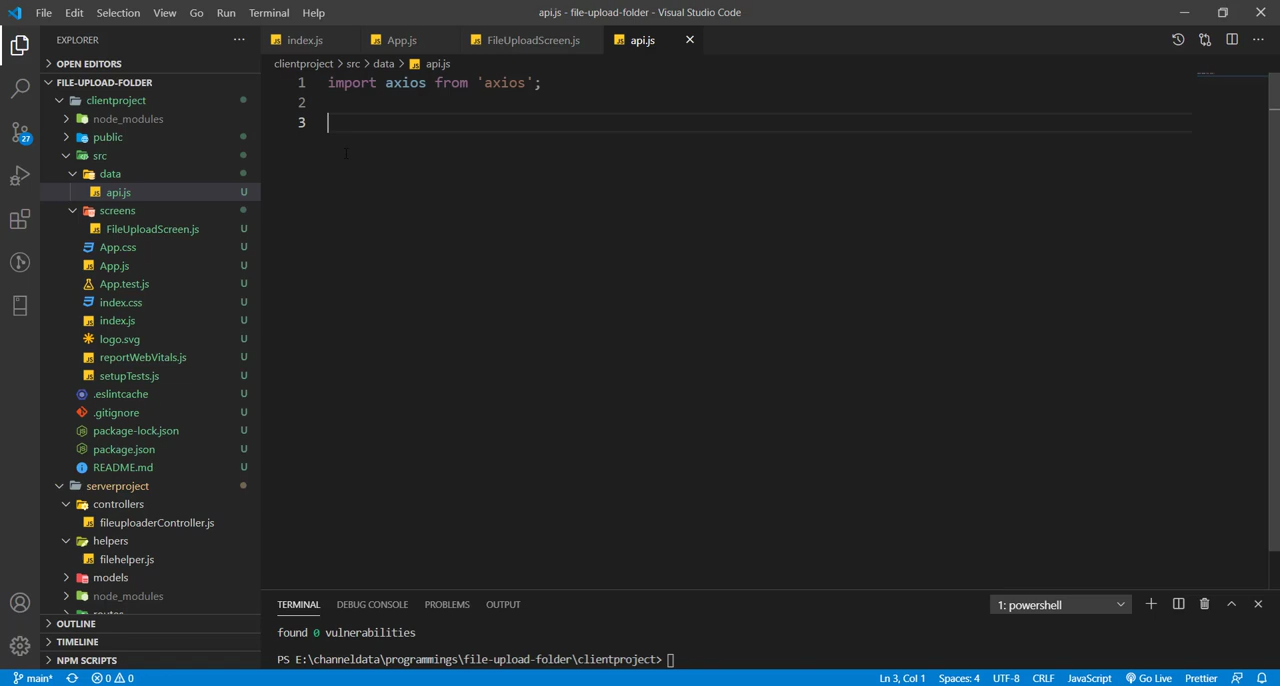 File Edit Selection View Go Run Terminal Help api.js - file-upload-folder - Visual Studio Code
EXPLORER
OPEN EDITORS
FILE-UPLOAD-FOLDER
clientproject
node_modules
public
src
data
api.js U
screens
FileUploadScreen.js U
App.css U
App.js U
App.test.js U
index.css U
index.js U
logo.svg U
reportWebVitals.js U
setupTests.js U
.eslintcache U
.gitignore U
package-lock.json U
package.json U
README.md U
serverproject
controllers
fileuploaderController.js
helpers
filehelper.js
models
node_modules
routes
OUTLINE
TIMELINE
NPM SCRIPTS
27
index.js App.js FileUploadScreen.js api.js
clientproject > src > data > api.js
1 import axios from 'axios';
2
3
TERMINAL DEBUG CONSOLE PROBLEMS OUTPUT 1: powershell
found 0 vulnerabilities
PS E:\channeldata\programmings\file-upload-folder\clientproject>
main* 0 0 Ln 3, Col 1 Spaces: 4 UTF-8 CRLF JavaScript Go Live Prettier